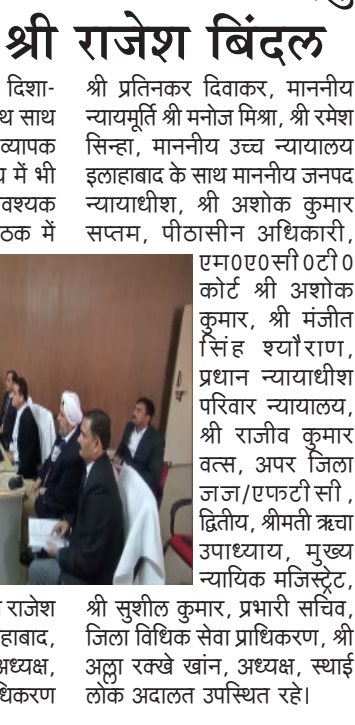 श्री राजेश बिंदल
दिशा-
साथ
व्यापक
में भी
ठक में
श्री प्रतिनकर दिवाकर, माननीय
न्यायमूर्ति श्री मनोज मिश्रा, श्री रमेश
सिन्हा, माननीय उच्च न्यायालय
इलाहाबाद के साथ माननीय जनपद
न्यायाधीश, श्री अशोक कुमार
सप्तम, पीठासीन अधिकारी,
एम0ए0सी0टी0
कोर्ट श्री अशोक
कुमार, श्री मंजीत
सिंह श्यौराण,
प्रधान न्यायाधीश
परिवार न्यायालय,
श्री राजीव कुमार
वत्स, अपर जिला
जज/एफटीसी,
द्वितीय, श्रीमती ऋचा
उपाध्याय, मुख्य
न्यायिक मजिस्ट्रेट,
राजेश
हाबाद,
अध्यक्ष,
धिकरण
श्री सुशील कुमार, प्रभारी सचिव,
जिला विधिक सेवा प्राधिकरण, श्री
अल्ला रक्खे खांन, अध्यक्ष, स्थाई
लोक अदालत उपस्थित रहे।